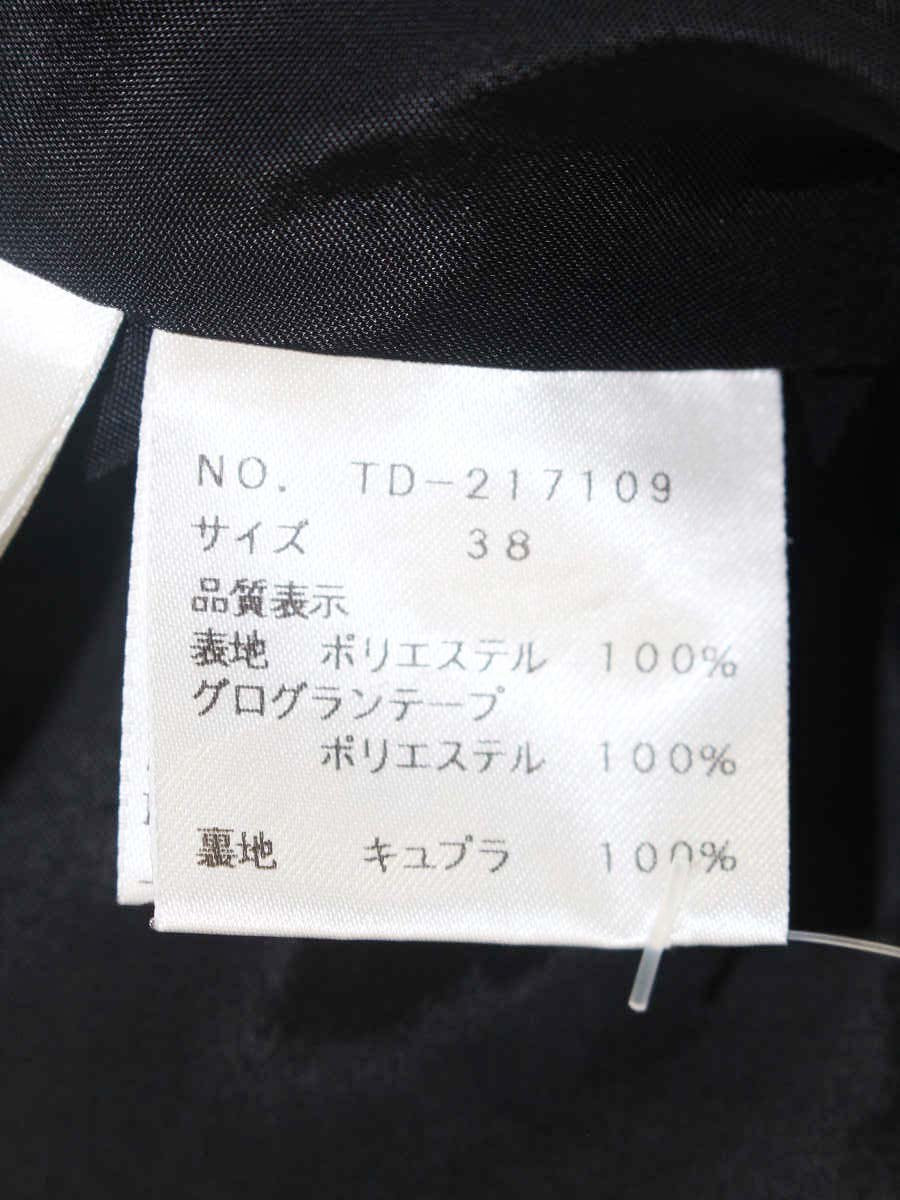 NO. TD-217109
サイズ 38
品質表示
表地 ポリエステル 100%
グログランテープ
ポリエステル 100%
裏地 キュプラ 100%